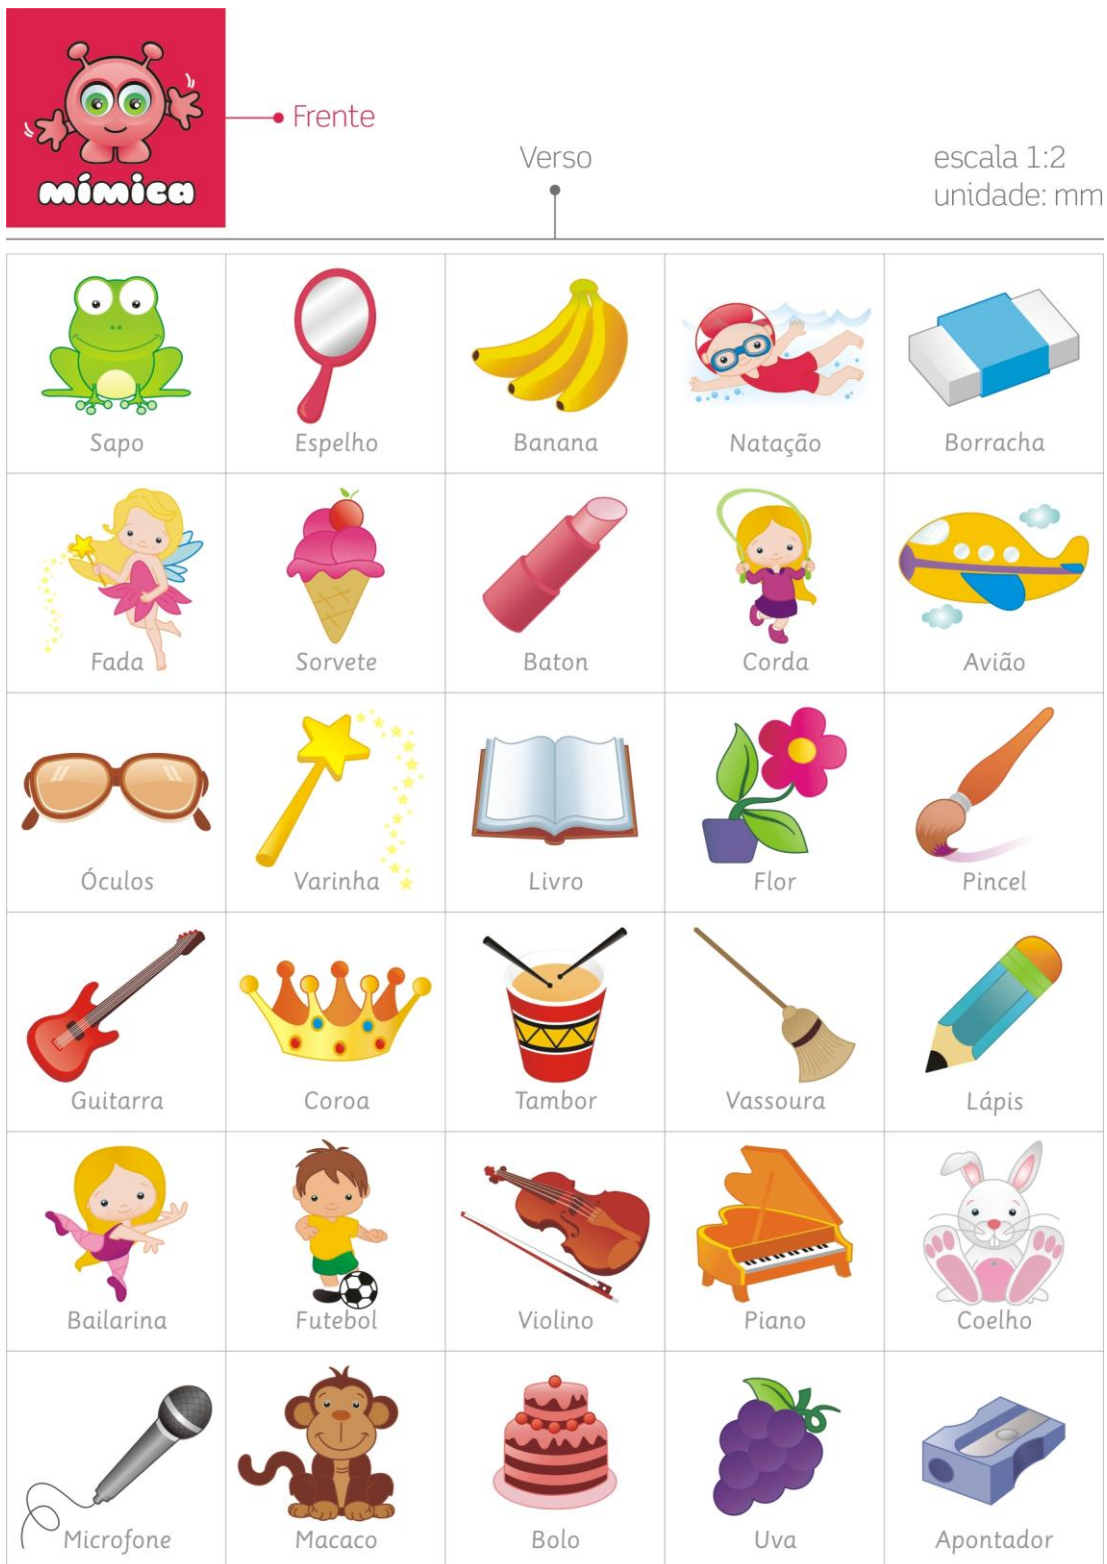 mímica
Frente
Verso
escala 1:2
unidade: mm
Sapo
Espelho
Banana
Natação
Borracha
Fada
Sorvete
Baton
Corda
Avião
Óculos
Varinha
Livro
Flor
Pincel
Guitarra
Coroa
Tambor
Vassoura
Lápis
Bailarina
Futebol
Violino
Piano
Coelho
Microfone
Macaco
Bolo
Uva
Apontador